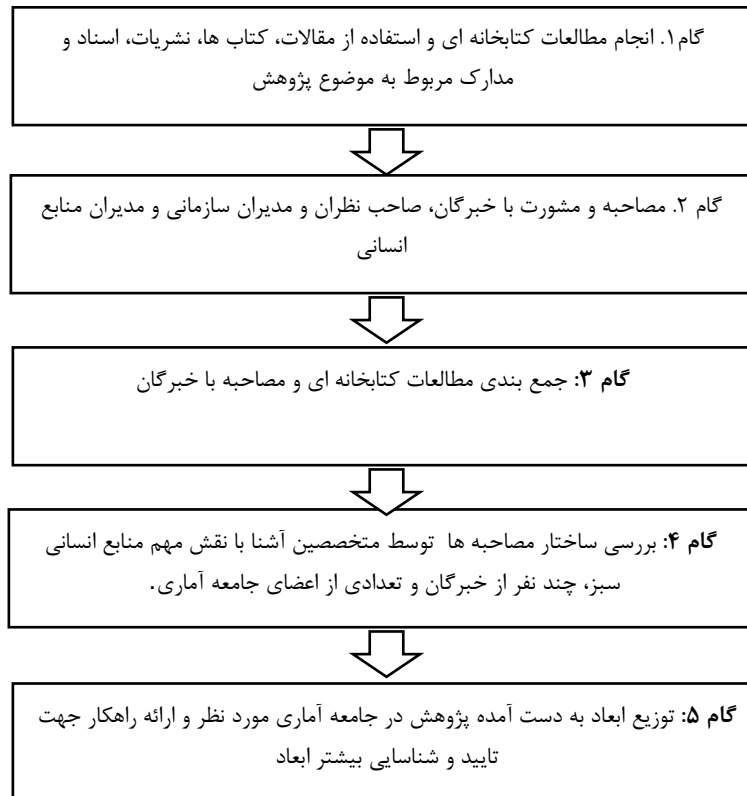 گام۱. انجام مطالعات کتابخانه ای و استفاده از مقالات، کتاب ها، نشریات، اسناد و
مدارک مربوط به موضوع پژوهش
گام ۲. مصاحبه و مشورت با خبرگان، صاحب نظران و مدیران سازمانی و مدیران منابع
انسانی
گام ۳: جمع بندی مطالعات کتابخانه ای و مصاحبه با خبرگان
گام ۴: بررسی ساختار مصاحبه ها توسط متخصصین آشنا با نقش مهم منابع انسانی
سبز، چند نفر از خبرگان و تعدادی از اعضای جامعه آماری.
گام ۵: توزیع ابعاد به دست آمده پژوهش در جامعه آماری مورد نظر و ارائه راهکار جهت
تایید و شناسایی بیشتر ابعاد